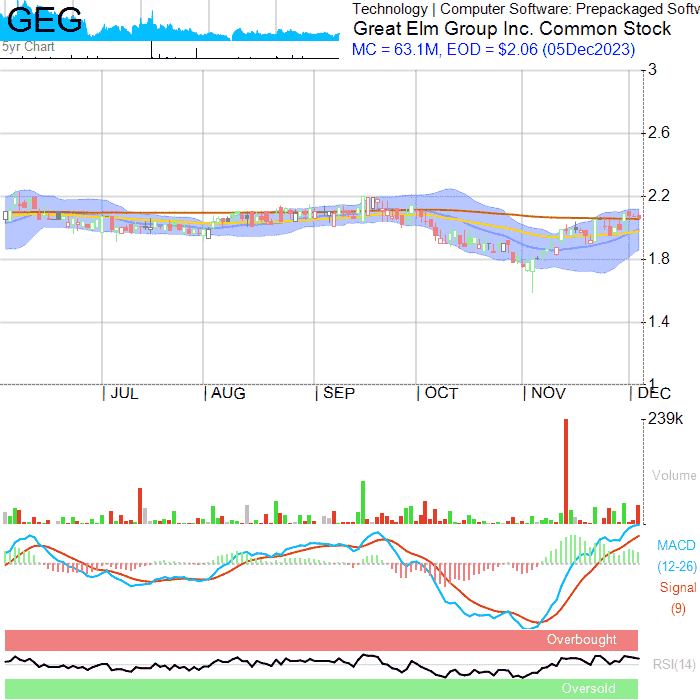 GEG
5yr Chart
Technology | Computer Software: Prepackaged Softw
Great Elm Group Inc. Common Stock
MC = 63.1M, EOD = $2.06 (05Dec2023)
3
2.6
2.2
1.8
1.4
1
| JUL | AUG | SEP | OCT | NOV | DEC
239k
Volume
MACD
(12-26)
Signal
(9)
Overbought
RSI(14)
Oversold